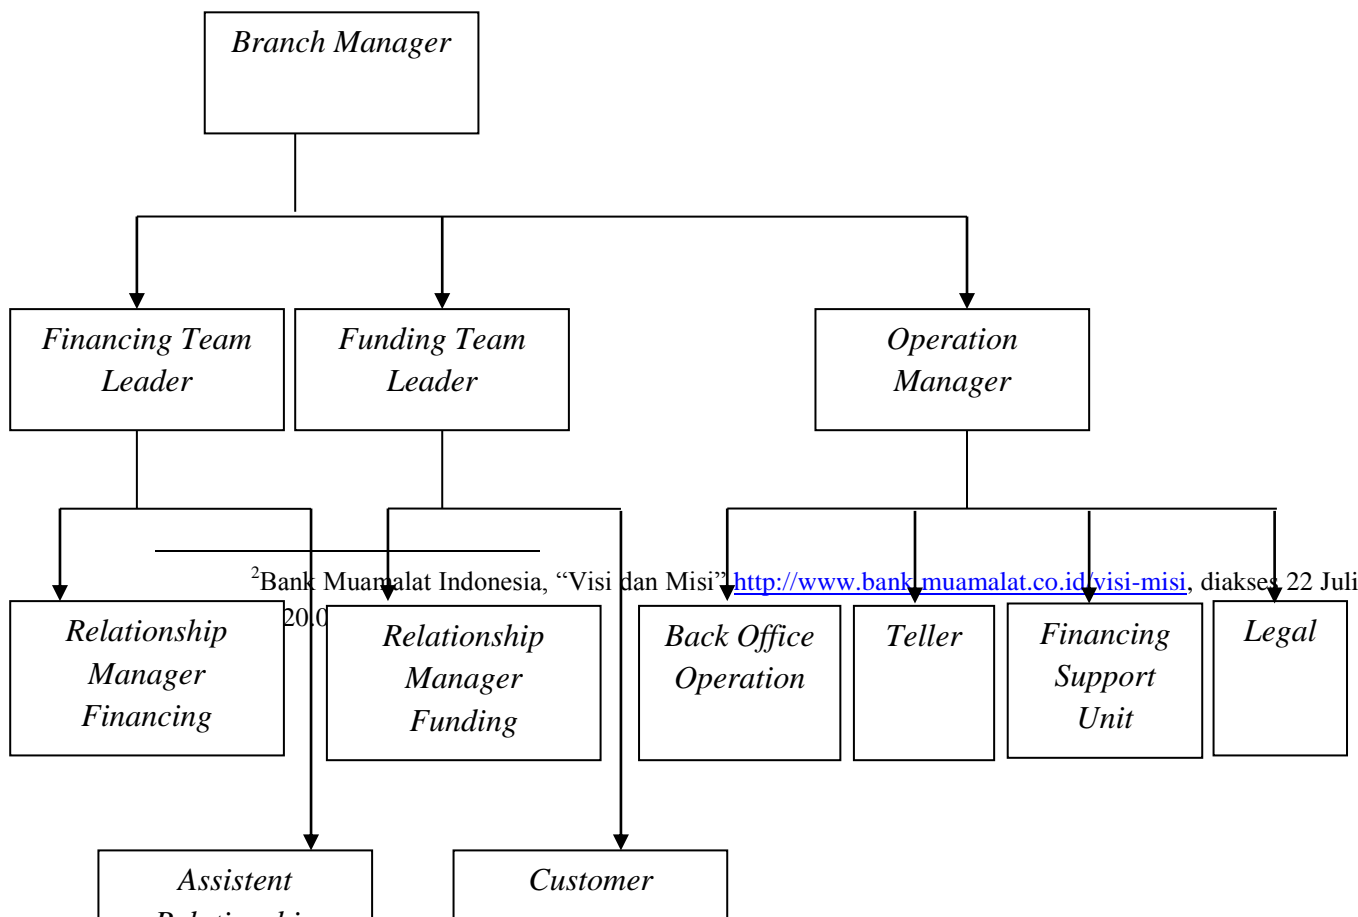 Branch Manager
Financing Team
Leader
Funding Team
Leader
Operation
Manager
²Bank Muamalat Indonesia, “Visi dan Misi” http://www.bank muamalat.co.id/visi-misi, diakses 22 Juli
20.0
Relationship
Manager
Financing
Relationship
Manager
Funding
Back Office
Operation
Teller
Financing
Support
Unit
Legal
Assistent
Customer